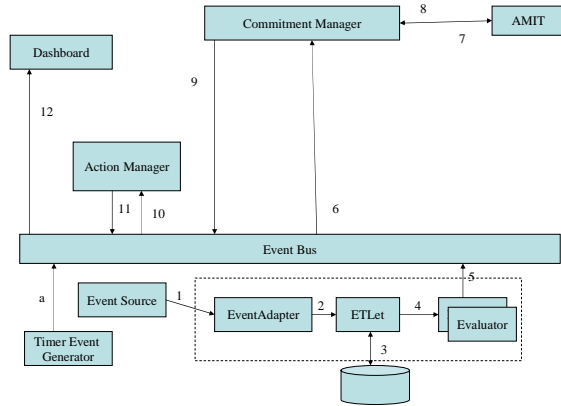 Commitment Manager
8
7
AMIT
Dashboard
12
9
Action Manager
11
10
6
Event Bus
a
5
Event Source
1
EventAdapter
2
ETLet
4
Evaluator
Timer Event
Generator
3